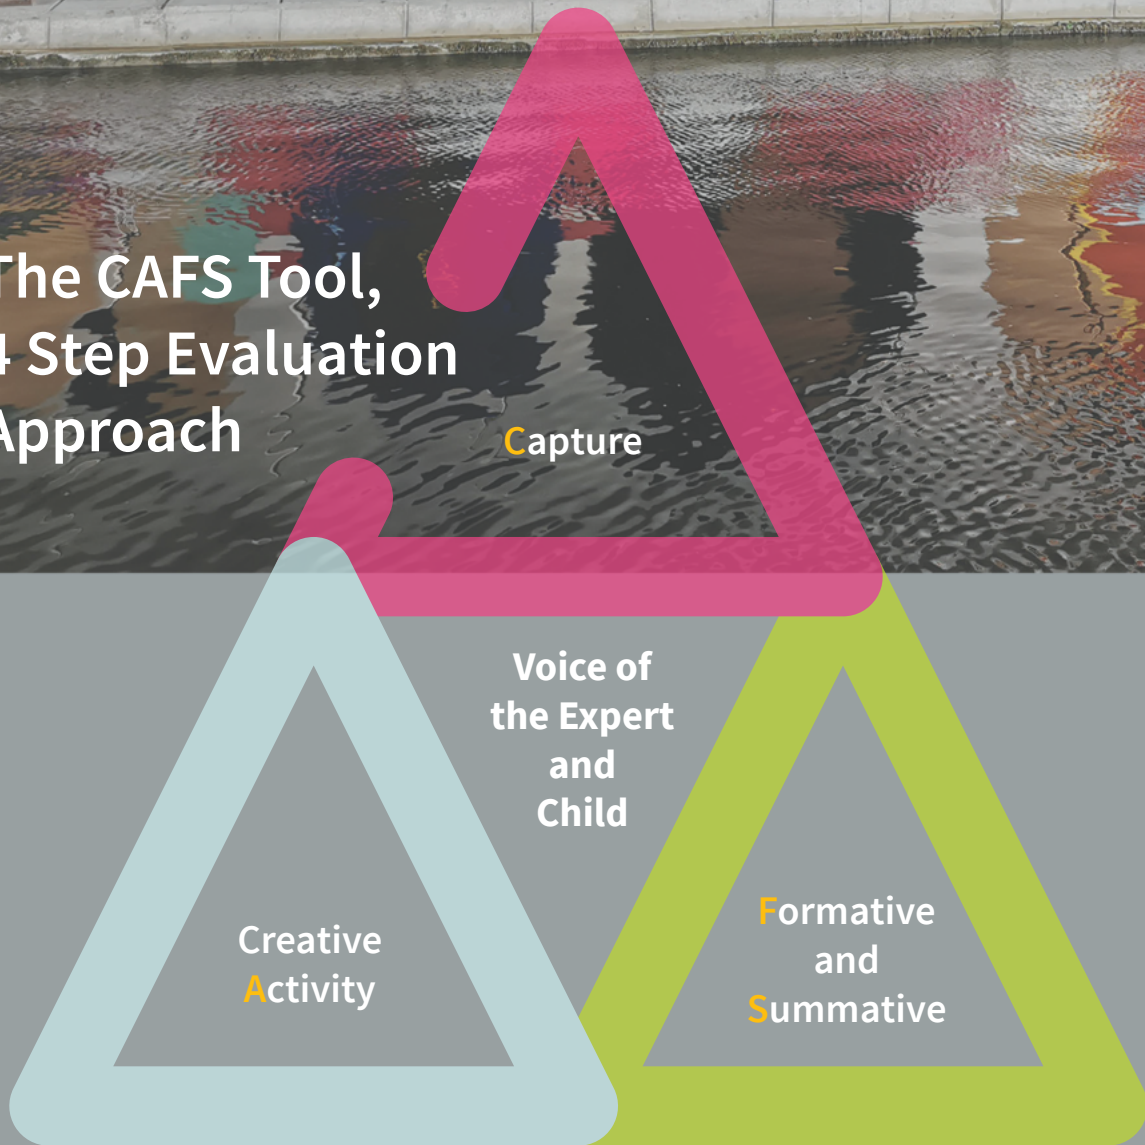 The CAFS Tool,
4 Step Evaluation
Approach
Capture
Voice of
the Expert
and
Child
Creative
Activity
Formative
and
Summative